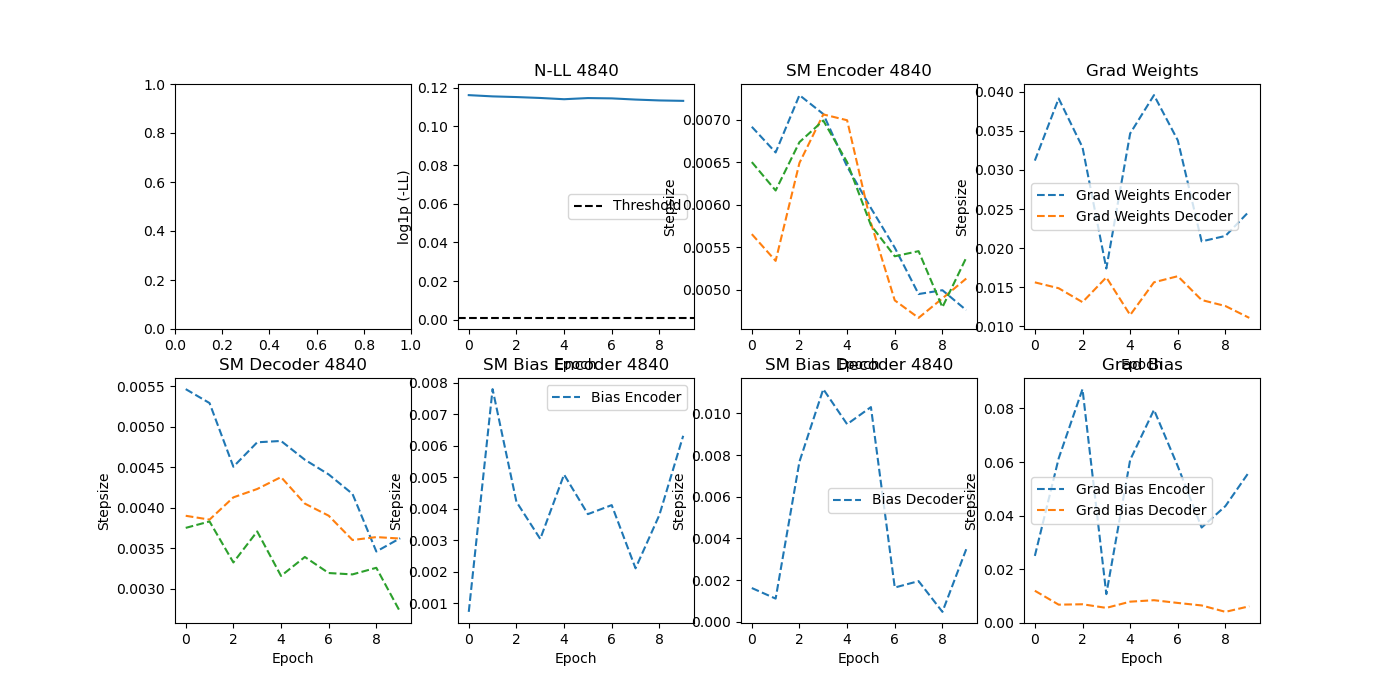 N-LL 4840
SM Encoder 4840
Grad Weights
1.0
0.8
0.6
0.4
0.2
0.0
0.0 0.2 0.4 0.6 0.8 1.0
log1p (-LL)
0.12
0.10
0.08
0.06
0.04
0.02
0.00
Threshold
0 2 4 6 8
Epoch
Stepsize
0.0070
0.0065
0.0060
0.0055
0.0050
0 2 4 6 8
Epoch
Stepsize
0.040
0.035
0.030
0.025
0.020
0.015
0.010
Grad Weights Encoder
Grad Weights Decoder
0 2 4 6 8
Epoch
SM Decoder 4840
SM Bias Encoder 4840
SM Bias Decoder 4840
Grad Bias
Stepsize
0.0055
0.0050
0.0045
0.0040
0.0035
0.0030
0 2 4 6 8
Epoch
Stepsize
0.008
0.007
0.006
0.005
0.004
0.003
0.002
0.001
Bias Encoder
0 2 4 6 8
Epoch
Stepsize
0.010
0.008
0.006
0.004
0.002
0.000
Bias Decoder
0 2 4 6 8
Epoch
Stepsize
0.08
0.06
0.04
0.02
0.00
Grad Bias Encoder
Grad Bias Decoder
0 2 4 6 8
Epoch